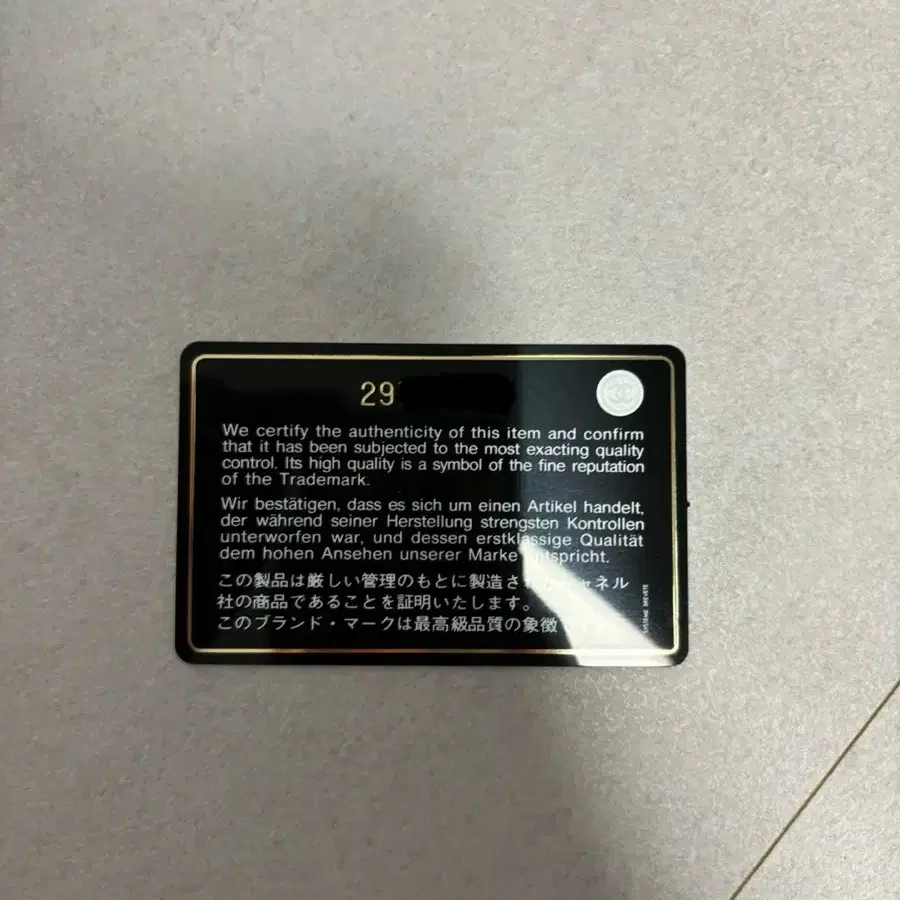 29
We certify the authenticity of this item and confirm
that it has been subjected to the most exacting quality
control. Its high quality is a symbol of the fine reputation
of the Trademark.
Wir bestätigen, dass es sich um einen Artikel handelt,
der während seiner Herstellung strengsten Kontrollen
unterworfen war, und dessen erstklassige Qualität
dem hohen Ansehen unserer Marke entspricht.
この製品は厳しい管理のもとに製造さ ャネル
社の商品であることを証明いたします。
このブランド・マークは最高級品質の象徴
SYSTEME BREVETE